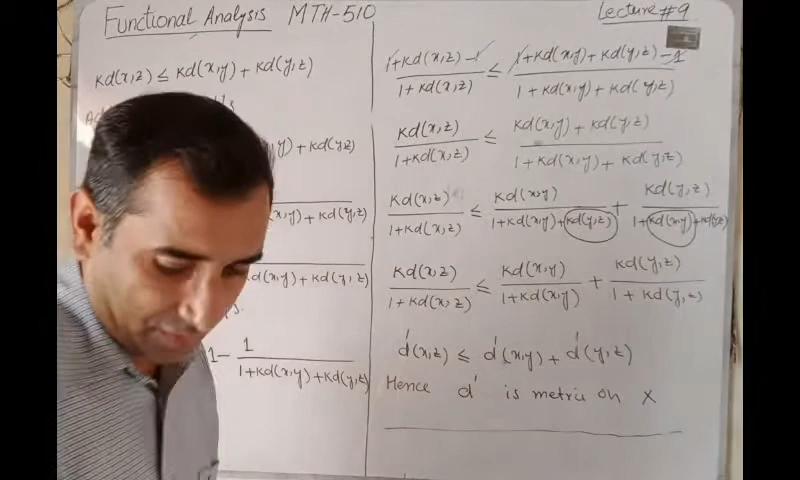 Functional Analysis MTH-510
Lecture #9
kd(x,z) ≤ kd(x,y) + kd(y,z)
y) + kd(y,z)
x,y) + kd(y,z)
d(x,y) + kd(y,z)
1 - 1 / 1+kd(x,y)+kd(y,z)
1+kd(x,z) -1 / 1+kd(x,z) ≤ 1+kd(x,y)+kd(y,z) -1 / 1+kd(x,y)+kd(y,z)
kd(x,z) / 1+kd(x,z) ≤ kd(x,y)+kd(y,z) / 1+kd(x,y)+kd(y,z)
kd(x,z) / 1+kd(x,z) ≤ kd(x,y) / 1+kd(x,y)+kd(y,z) + kd(y,z) / 1+kd(x,y)+kd(y,z)
kd(x,z) / 1+kd(x,z) ≤ kd(x,y) / 1+kd(x,y) + kd(y,z) / 1+kd(y,z)
d'(x,z) ≤ d'(x,y) + d'(y,z)
Hence d' is metric on X